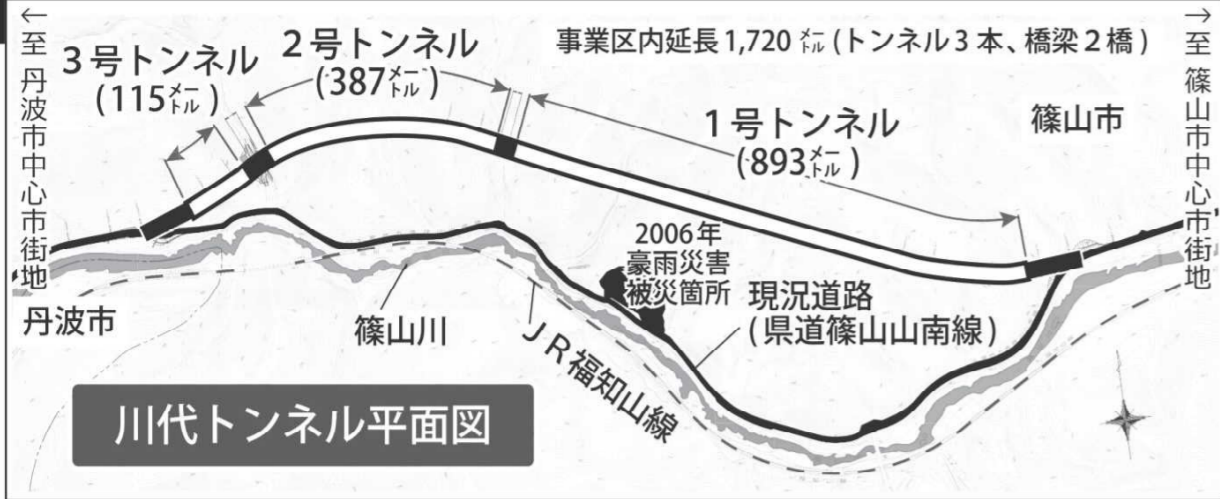 ←至 丹波市中心市街地
3号トンネル
(115㍍)
2号トンネル
(387㍍)
事業区内延長1,720㍍(トンネル3本、橋梁2橋)
1号トンネル
(893㍍)
篠山市
→至 篠山市中心市街地
2006年
豪雨災害
被災箇所
現況道路
(県道篠山山南線)
丹波市
篠山川
JR福知山線
川代トンネル平面図